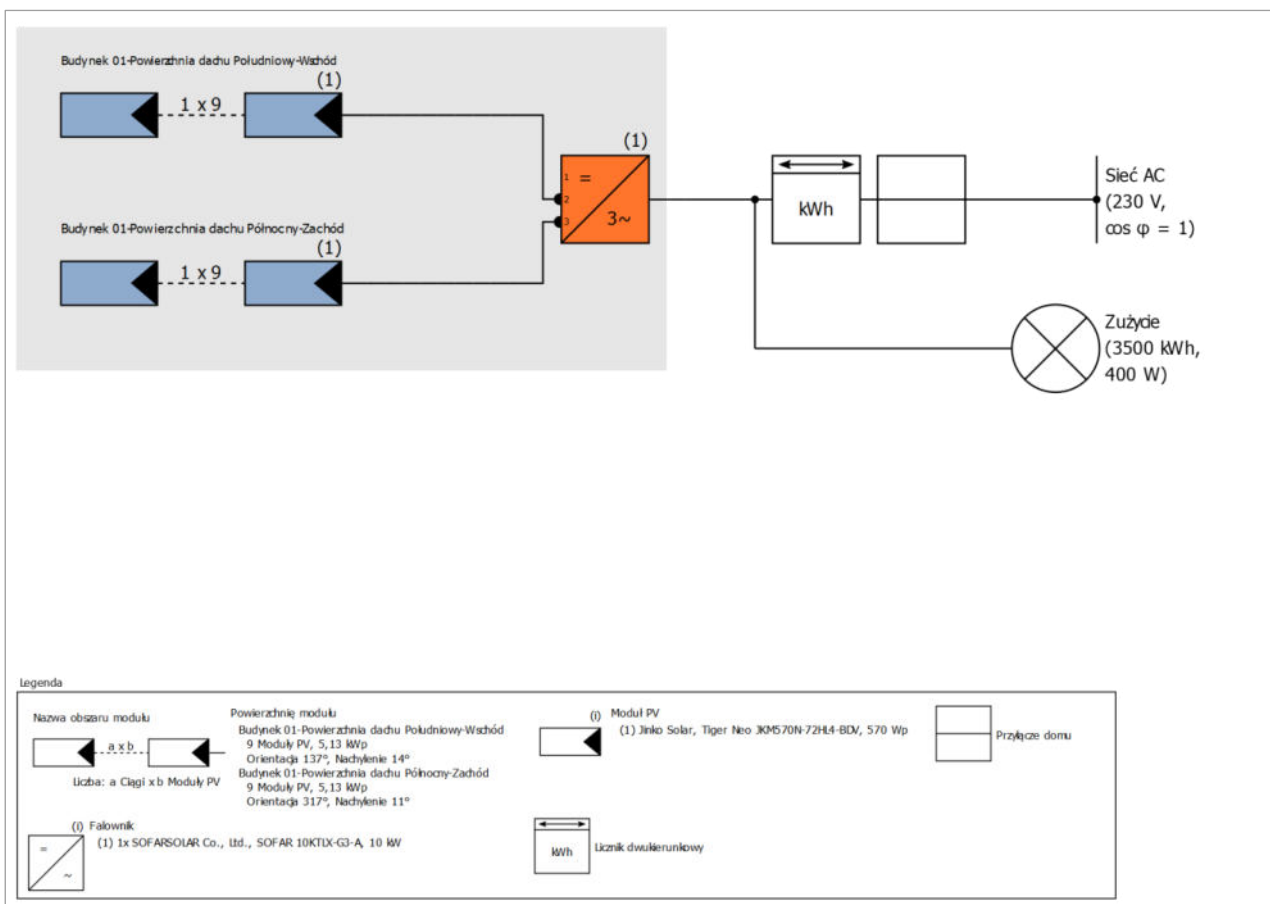 Budynek 01-Powierzchnia dachu Południowy-Wschód
(1)
1 x 9
(1)
1
=
2
3
3~
Budynek 01-Powierzchnia dachu Północny-Zachód
(1)
1 x 9
kWh
Sieć AC
(230 V,
cos φ = 1)
Zużycie
(3500 kWh,
400 W)
Legenda
Nazwa obszaru modułu
a x b
Liczba: a Ciągi x b Moduły PV
Powierzchnię modułu
Budynek 01-Powierzchnia dachu Południowy-Wschód
9 Moduły PV, 5,13 kWp
Orientacja 137°, Nachylenie 14°
Budynek 01-Powierzchnia dachu Północny-Zachód
9 Moduły PV, 5,13 kWp
Orientacja 317°, Nachylenie 11°
(i) Moduł PV
(1) Jinko Solar, Tiger Neo JKM570N-72HL4-BDV, 570 Wp
Przyłącze domu
(i) Falownik
(1) 1x SOFARSOLAR Co., Ltd., SOFAR 10KTLX-G3-A, 10 kW
=
~
kWh
Licznik dwukierunkowy